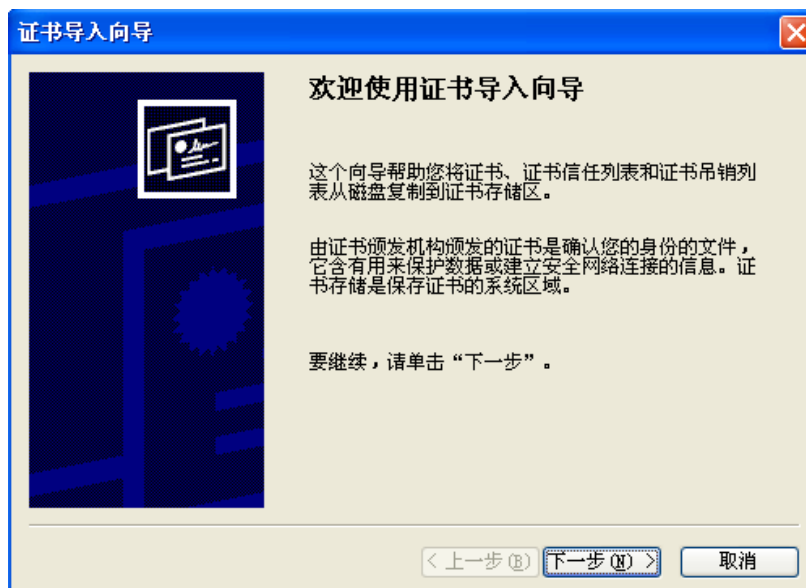 证书导入向导
欢迎使用证书导入向导
这个向导帮助您将证书、证书信任列表和证书吊销列
表从磁盘复制到证书存储区。
由证书颁发机构颁发的证书是确认您的身份的文件，
它含有用来保护数据或建立安全网络连接的信息。证
书存储是保存证书的系统区域。
要继续，请单击“下一步”。
< 上一步(B) 下一步(N) > 取消